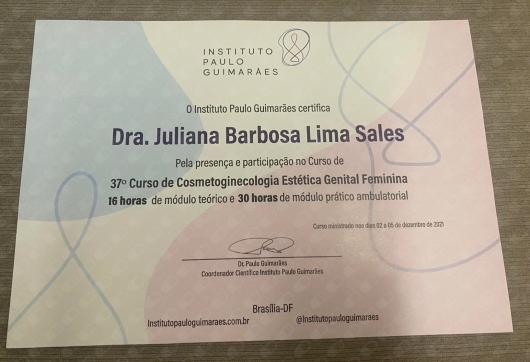 INSTITUTO
PAULO
GUIMARÃES
O Instituto Paulo Guimarães certifica
Dra. Juliana Barbosa Lima Sales
Pela presença e participação no Curso de
37º Curso de Cosmetoginecologia Estética Genital Feminina
16 horas de módulo teórico e 30 horas de módulo prático ambulatorial
Curso ministrado nos dias 02 a 05 de dezembro de 2021
Dr. Paulo Guimarães
Coordenador Científico Instituto Paulo Guimarães
Brasília-DF
Institutopauloguimaraes.com.br @Institutopauloguimaraes